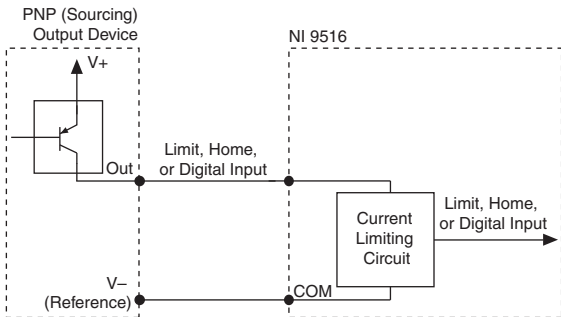 PNP (Sourcing)
Output Device
NI 9516
V+
Limit, Home,
or Digital Input
Out
Current
Limiting
Circuit
Limit, Home,
or Digital Input
V–
(Reference)
COM